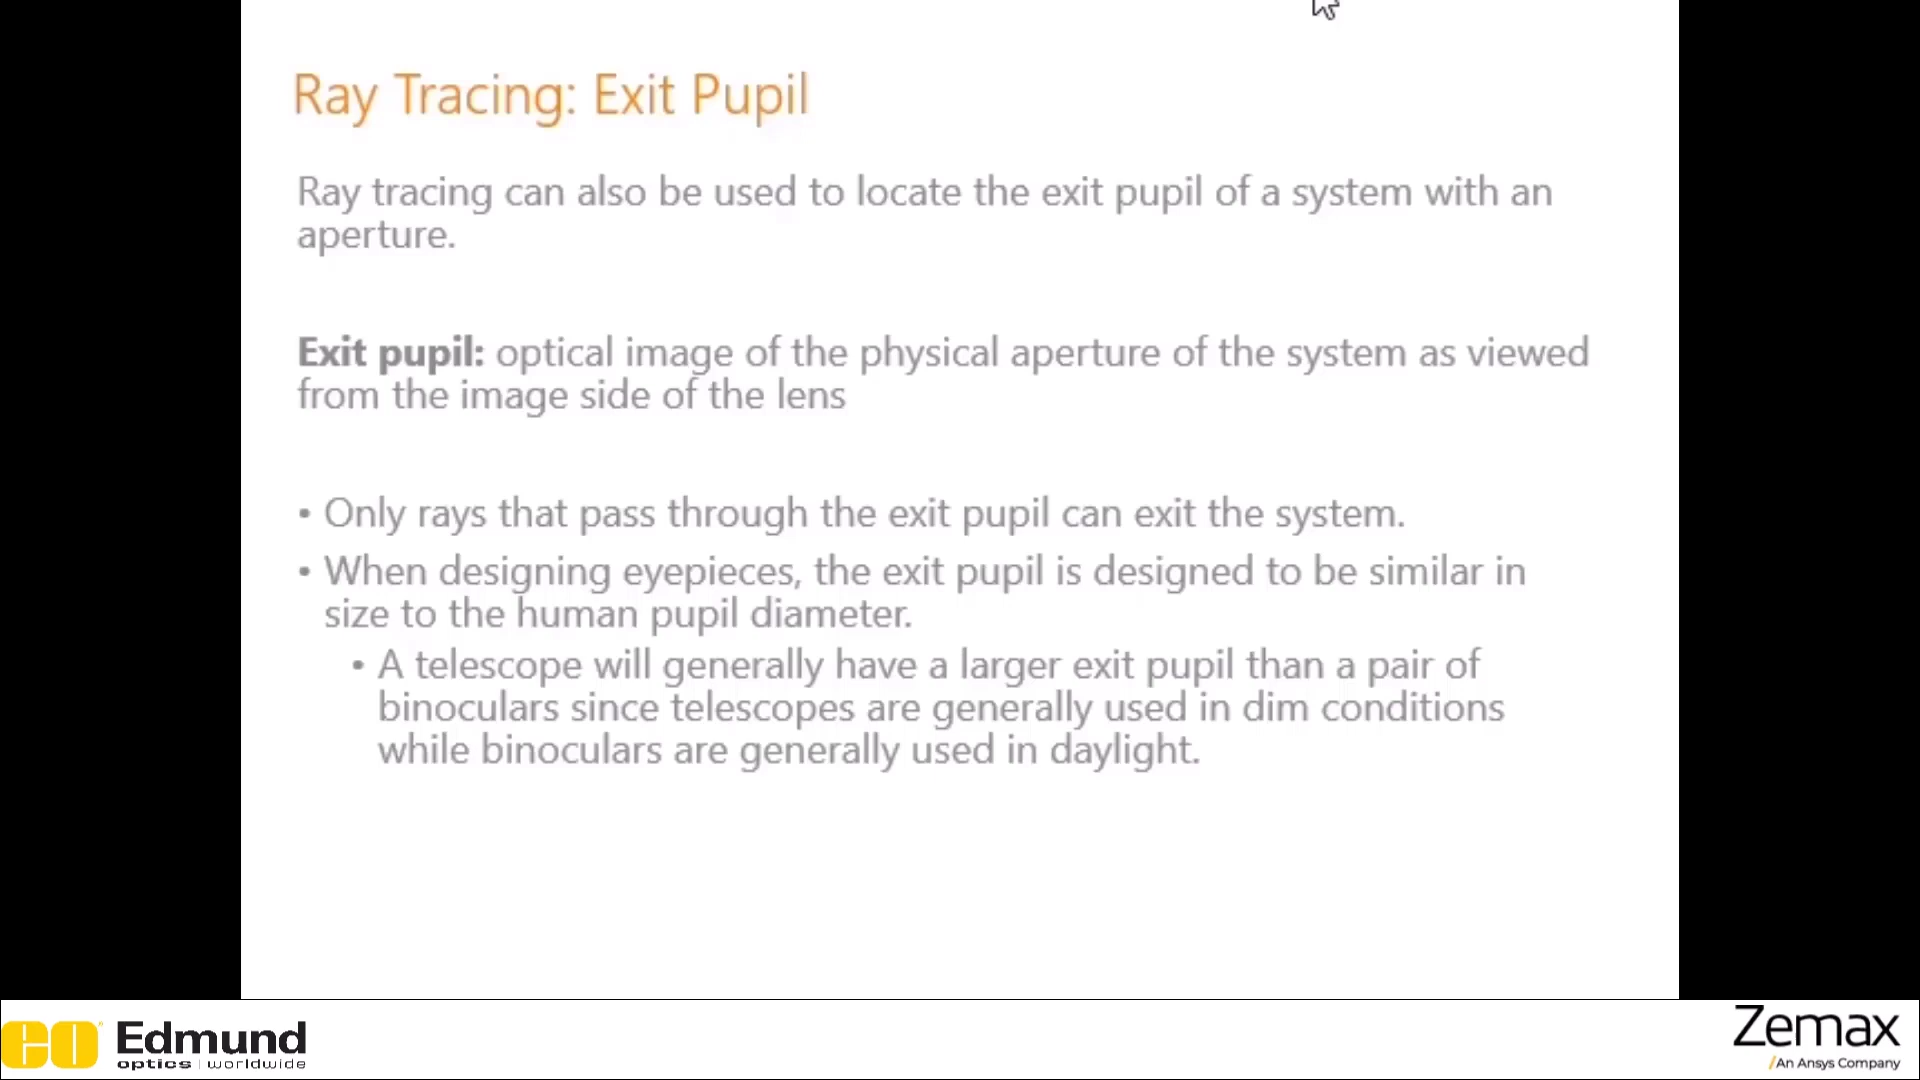 Ray Tracing: Exit Pupil
Ray tracing can also be used to locate the exit pupil of a system with an
aperture.
Exit pupil: optical image of the physical aperture of the system as viewed
from the image side of the lens
• Only rays that pass through the exit pupil can exit the system.
• When designing eyepieces, the exit pupil is designed to be similar in
size to the human pupil diameter.
• A telescope will generally have a larger exit pupil than a pair of
binoculars since telescopes are generally used in dim conditions
while binoculars are generally used in daylight.
EO Edmund
optics | worldwide
Zemax
/An Ansys Company